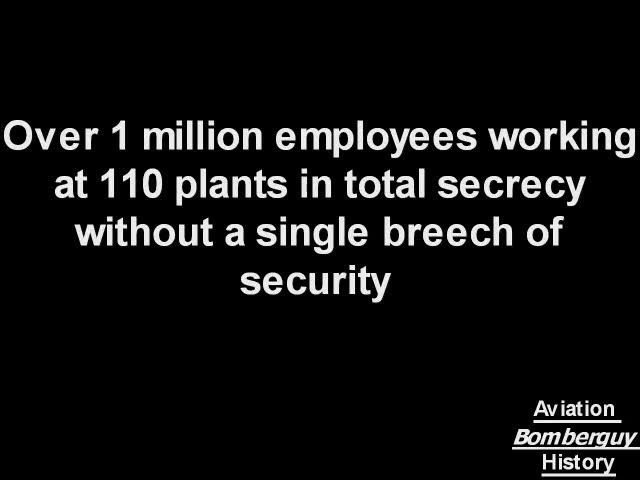 Over 1 million employees working
at 110 plants in total secrecy
without a single breech of
security
Aviation
Bomberguy
History